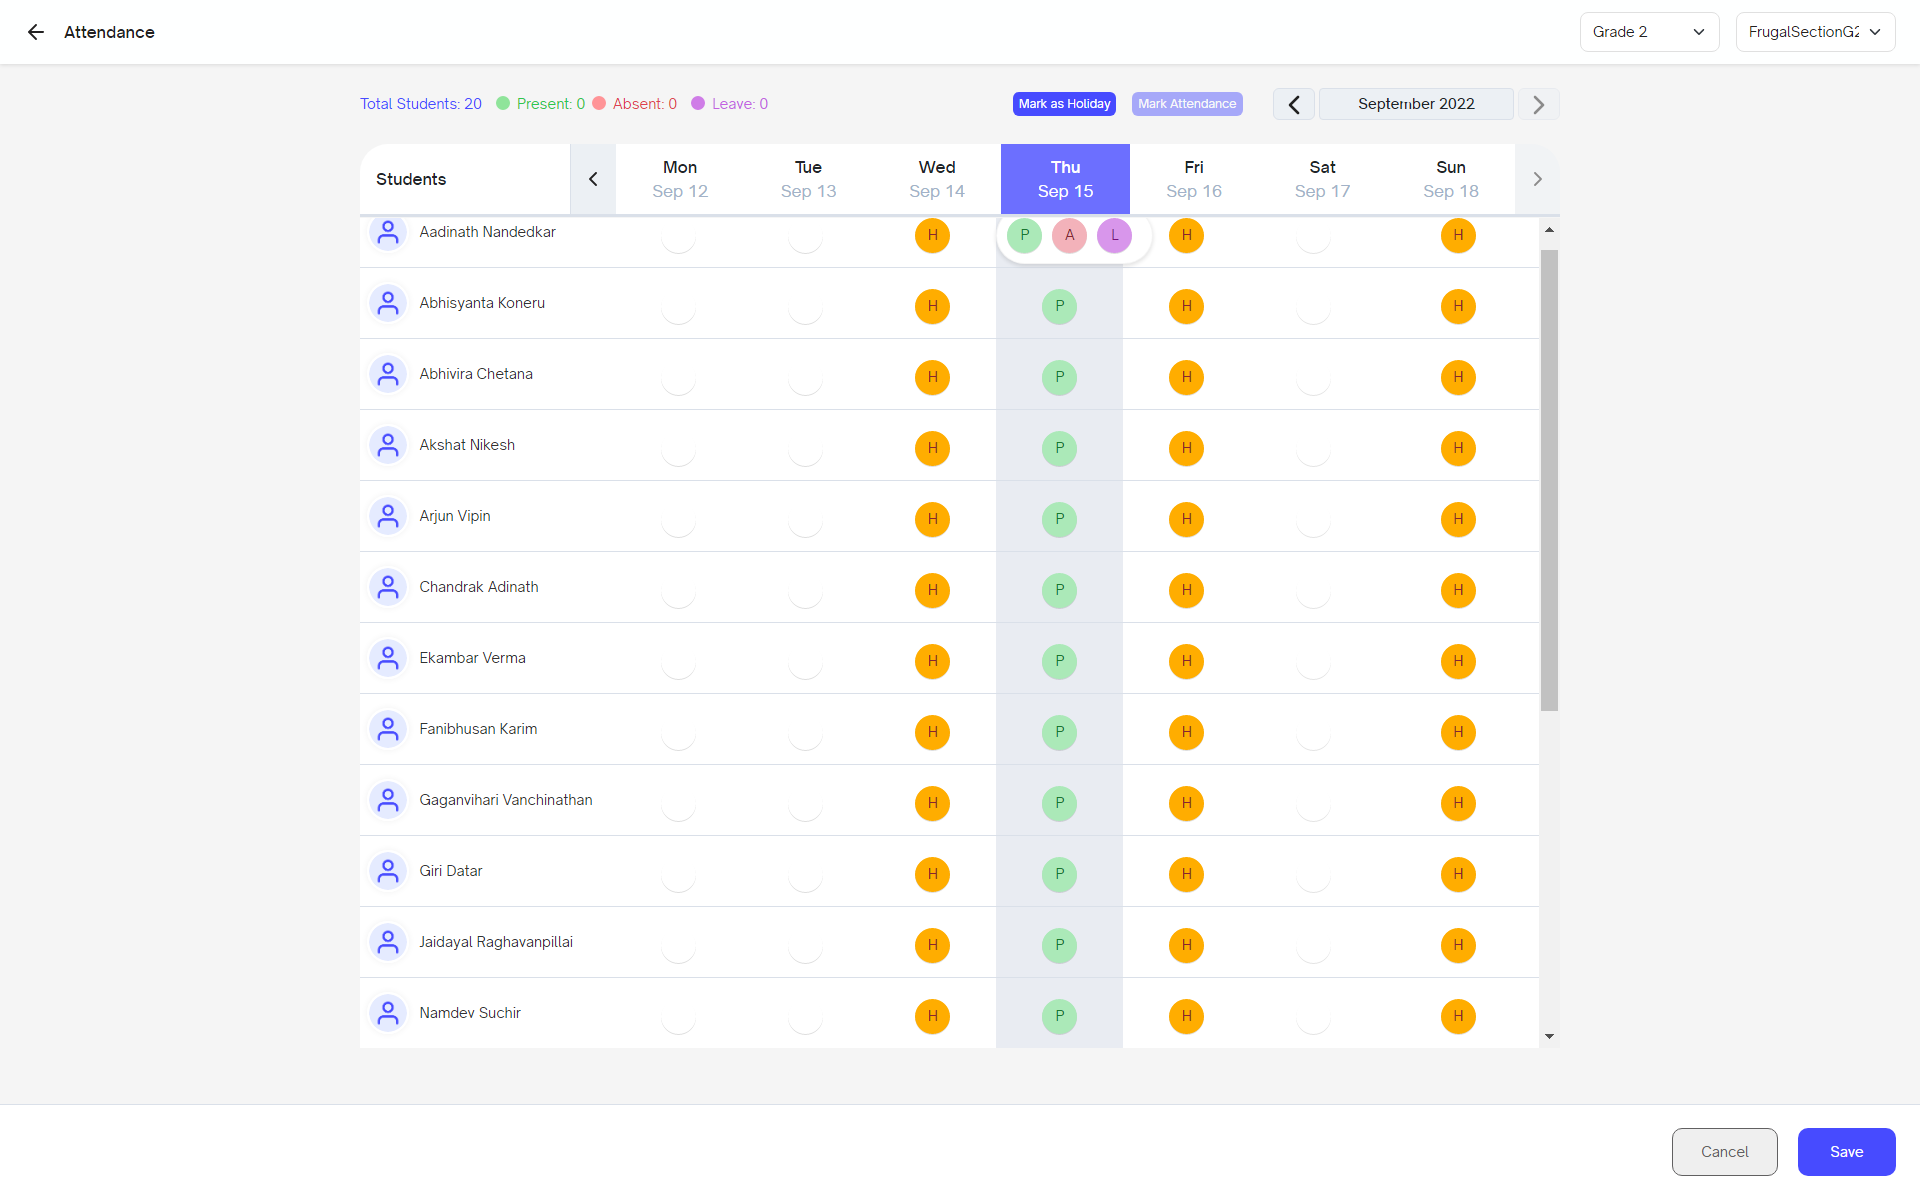 Attendance
Grade 2
FrugalSectionG2
Total Students: 20 Present: 0 Absent: 0 Leave: 0
Mark as Holiday Mark Attendance September 2022
Students Mon Tue Wed Thu Fri Sat Sun
Sep 12 Sep 13 Sep 14 Sep 15 Sep 16 Sep 17 Sep 18
Aadinath Nandedkar H P A L H H
Abhisyanta Koneru H P H H
Abhivira Chetana H P H H
Akshat Nikesh H P H H
Arjun Vipin H P H H
Chandrak Adinath H P H H
Ekambar Verma H P H H
Fanibhusan Karim H P H H
Gaganvihari Vanchinathan H P H H
Giri Datar H P H H
Jaidayal Raghavanpillai H P H H
Namdev Suchir H P H H
Cancel Save